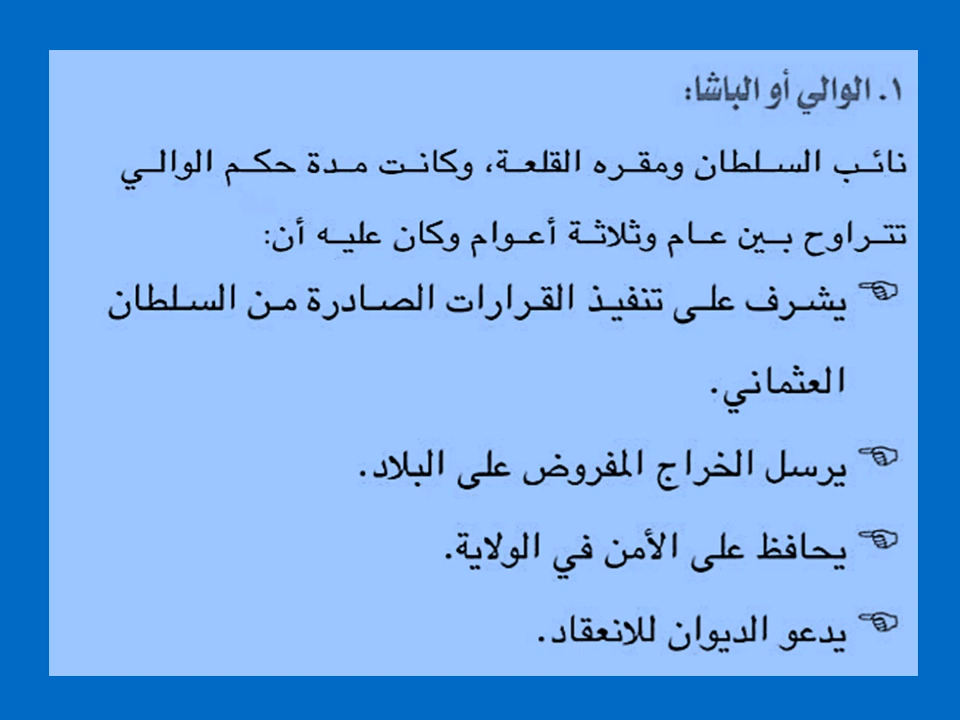 ١. الوالي أو الباشا:
نائب السلطان ومقره القلعة، وكانت مدة حكم الوالي
تتراوح بين عام وثلاثة أعوام وكان عليه أن:
يشرف على تنفيذ القرارات الصادرة من السلطان
العثماني.
يرسل الخراج المفروض على البلاد.
يحافظ على الأمن في الولاية.
يدعو الديوان للانعقاد.